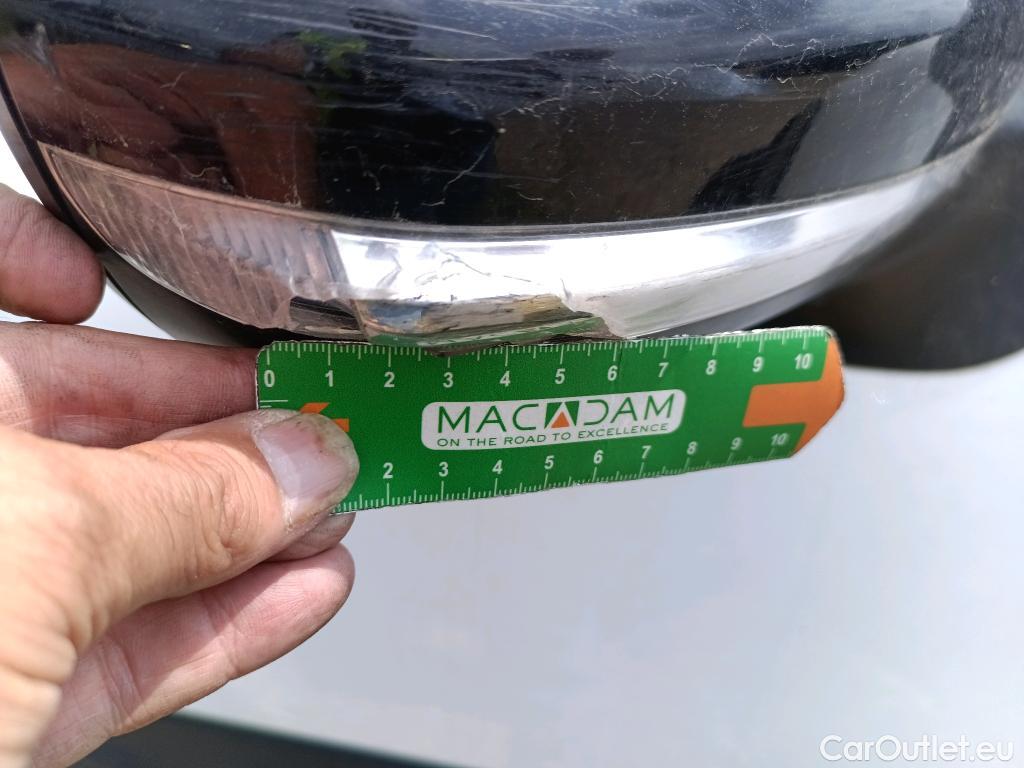 0 1 2 3 4 5 6 7 8 9 10
MACADAM
ON THE ROAD TO EXCELLENCE
2 3 4 5 6 7 8 9 10
CarOutlet.eu